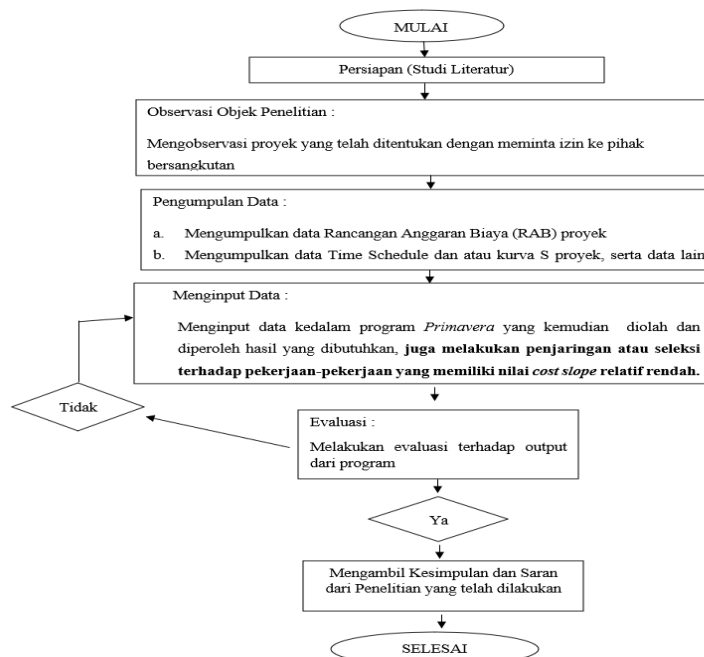 MULAI
Persiapan (Studi Literatur)
Observasi Objek Penelitian :
Mengobservasi proyek yang telah ditentukan dengan meminta izin ke pihak
bersangkutan
Pengumpulan Data :
a. Mengumpulkan data Rancangan Anggaran Biaya (RAB) proyek
b. Mengumpulkan data Time Schedule dan atau kurva S proyek, serta data lain
Menginput Data :
Menginput data kedalam program Primavera yang kemudian diolah dan
diperoleh hasil yang dibutuhkan, juga melakukan penjaringan atau seleksi
terhadap pekerjaan-pekerjaan yang memiliki nilai cost slope relatif rendah.
Tidak
Evaluasi :
Melakukan evaluasi terhadap output
dari program
Ya
Mengambil Kesimpulan dan Saran
dari Penelitian yang telah dilakukan
SELESAI